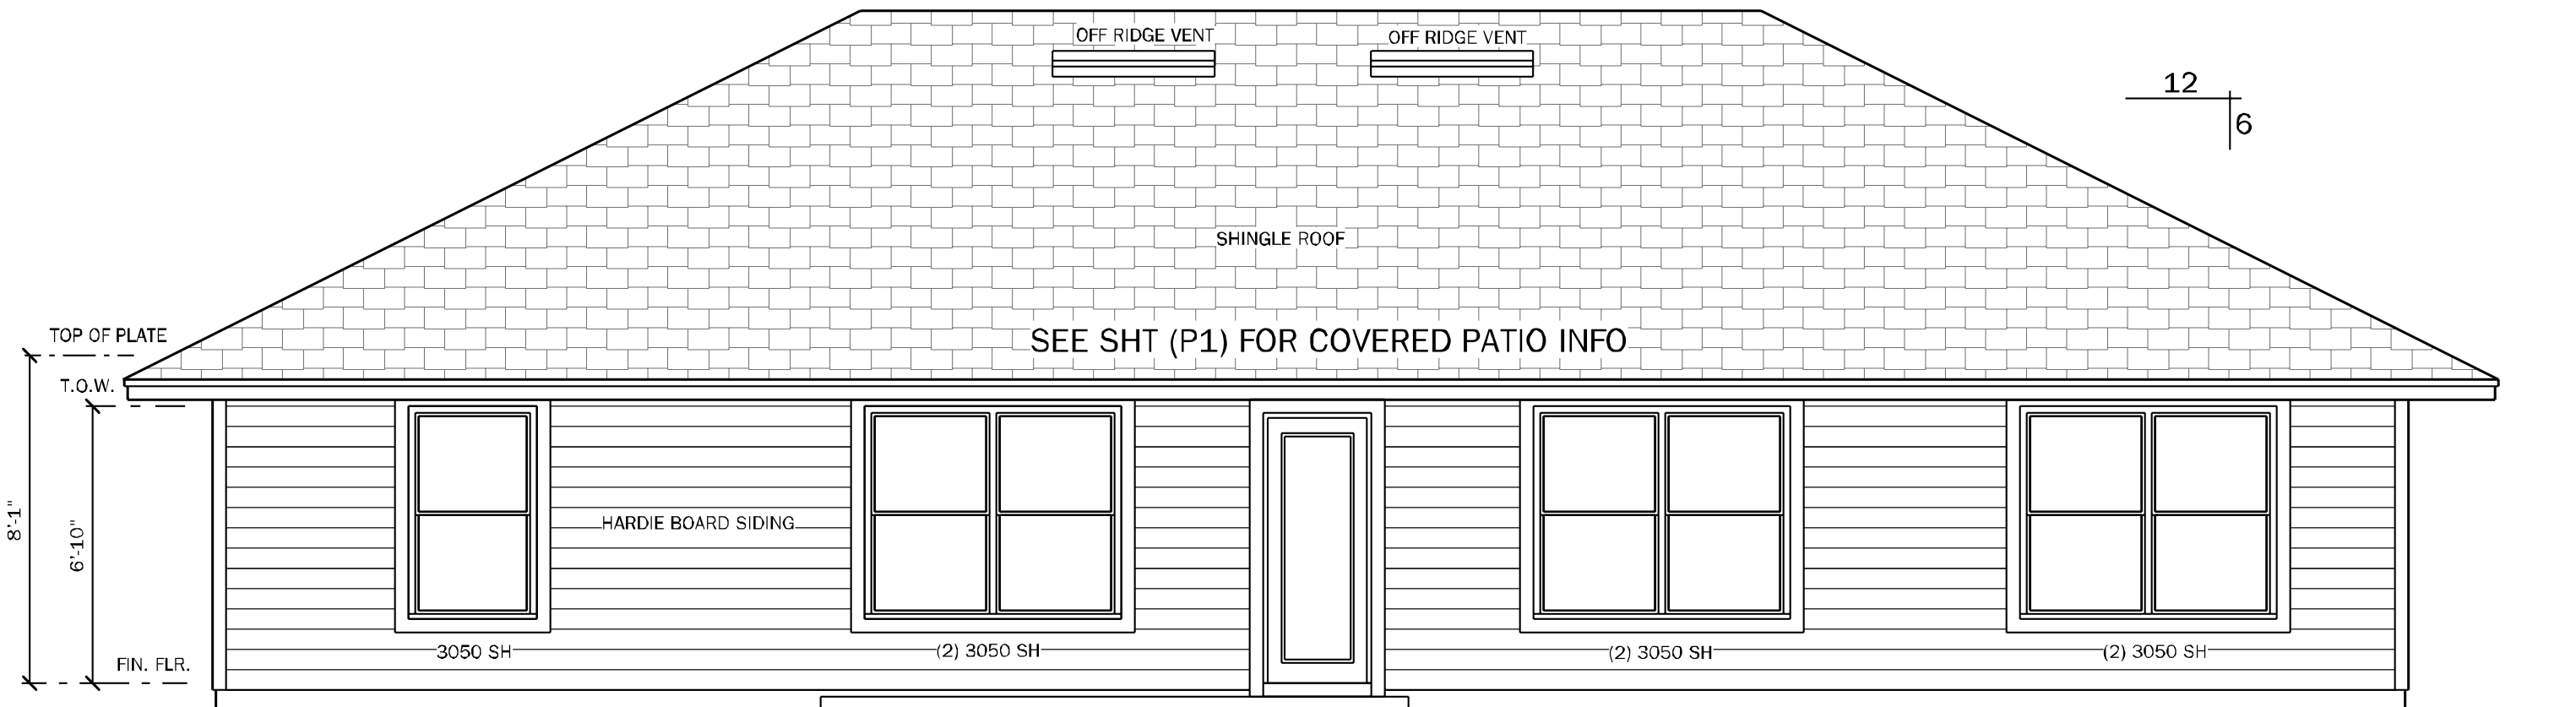 OFF RIDGE VENT
OFF RIDGE VENT
12
6
SHINGLE ROOF
TOP OF PLATE
SEE SHT (P1) FOR COVERED PATIO INFO
T.O.W.
8'-1"
6'-10"
HARDIE BOARD SIDING
3050 SH
(2) 3050 SH
(2) 3050 SH
(2) 3050 SH
FIN. FLR.